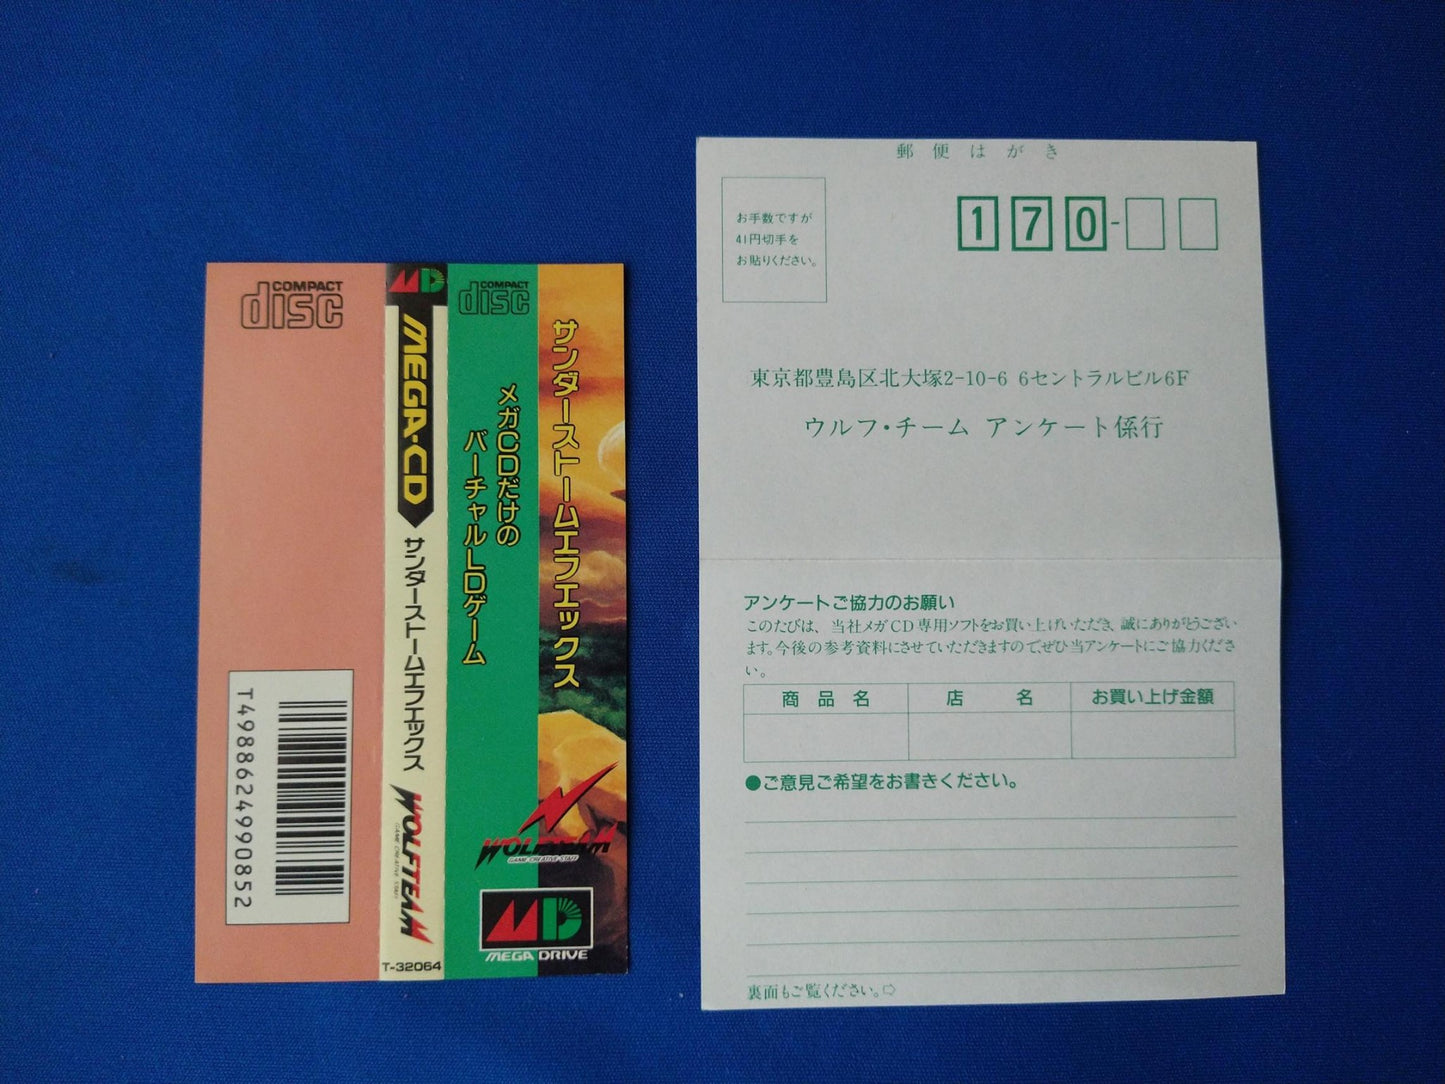 COMPACT
disc
T4988624990852
MD
MEGA-CD
サンダーストームエフエックス
WOLFTEAM
GAME CREATIVE STAFF
T-32064
COMPACT
disc
サンダーストームエフエックス
メガCDだけの
バーチャルLDゲーム
WOLFTEAM
GAME CREATIVE STAFF
MD
MEGA DRIVE
郵便はがき
お手数ですが
41円切手を
お貼りください。
170-
東京都豊島区北大塚2-10-6 6セントラルビル6F
ウルフ・チーム アンケート係行
アンケートご協力のお願い
このたびは、当社メガCD専用ソフトをお買い上げいただき、誠にありがとうござい
ます。今後の参考資料にさせていただきますので、ぜひ当アンケートにご協力くださ
い。
商品名 店名 お買い上げ金額
●ご意見ご希望をお書きください。
裏面もご覧ください。⇨